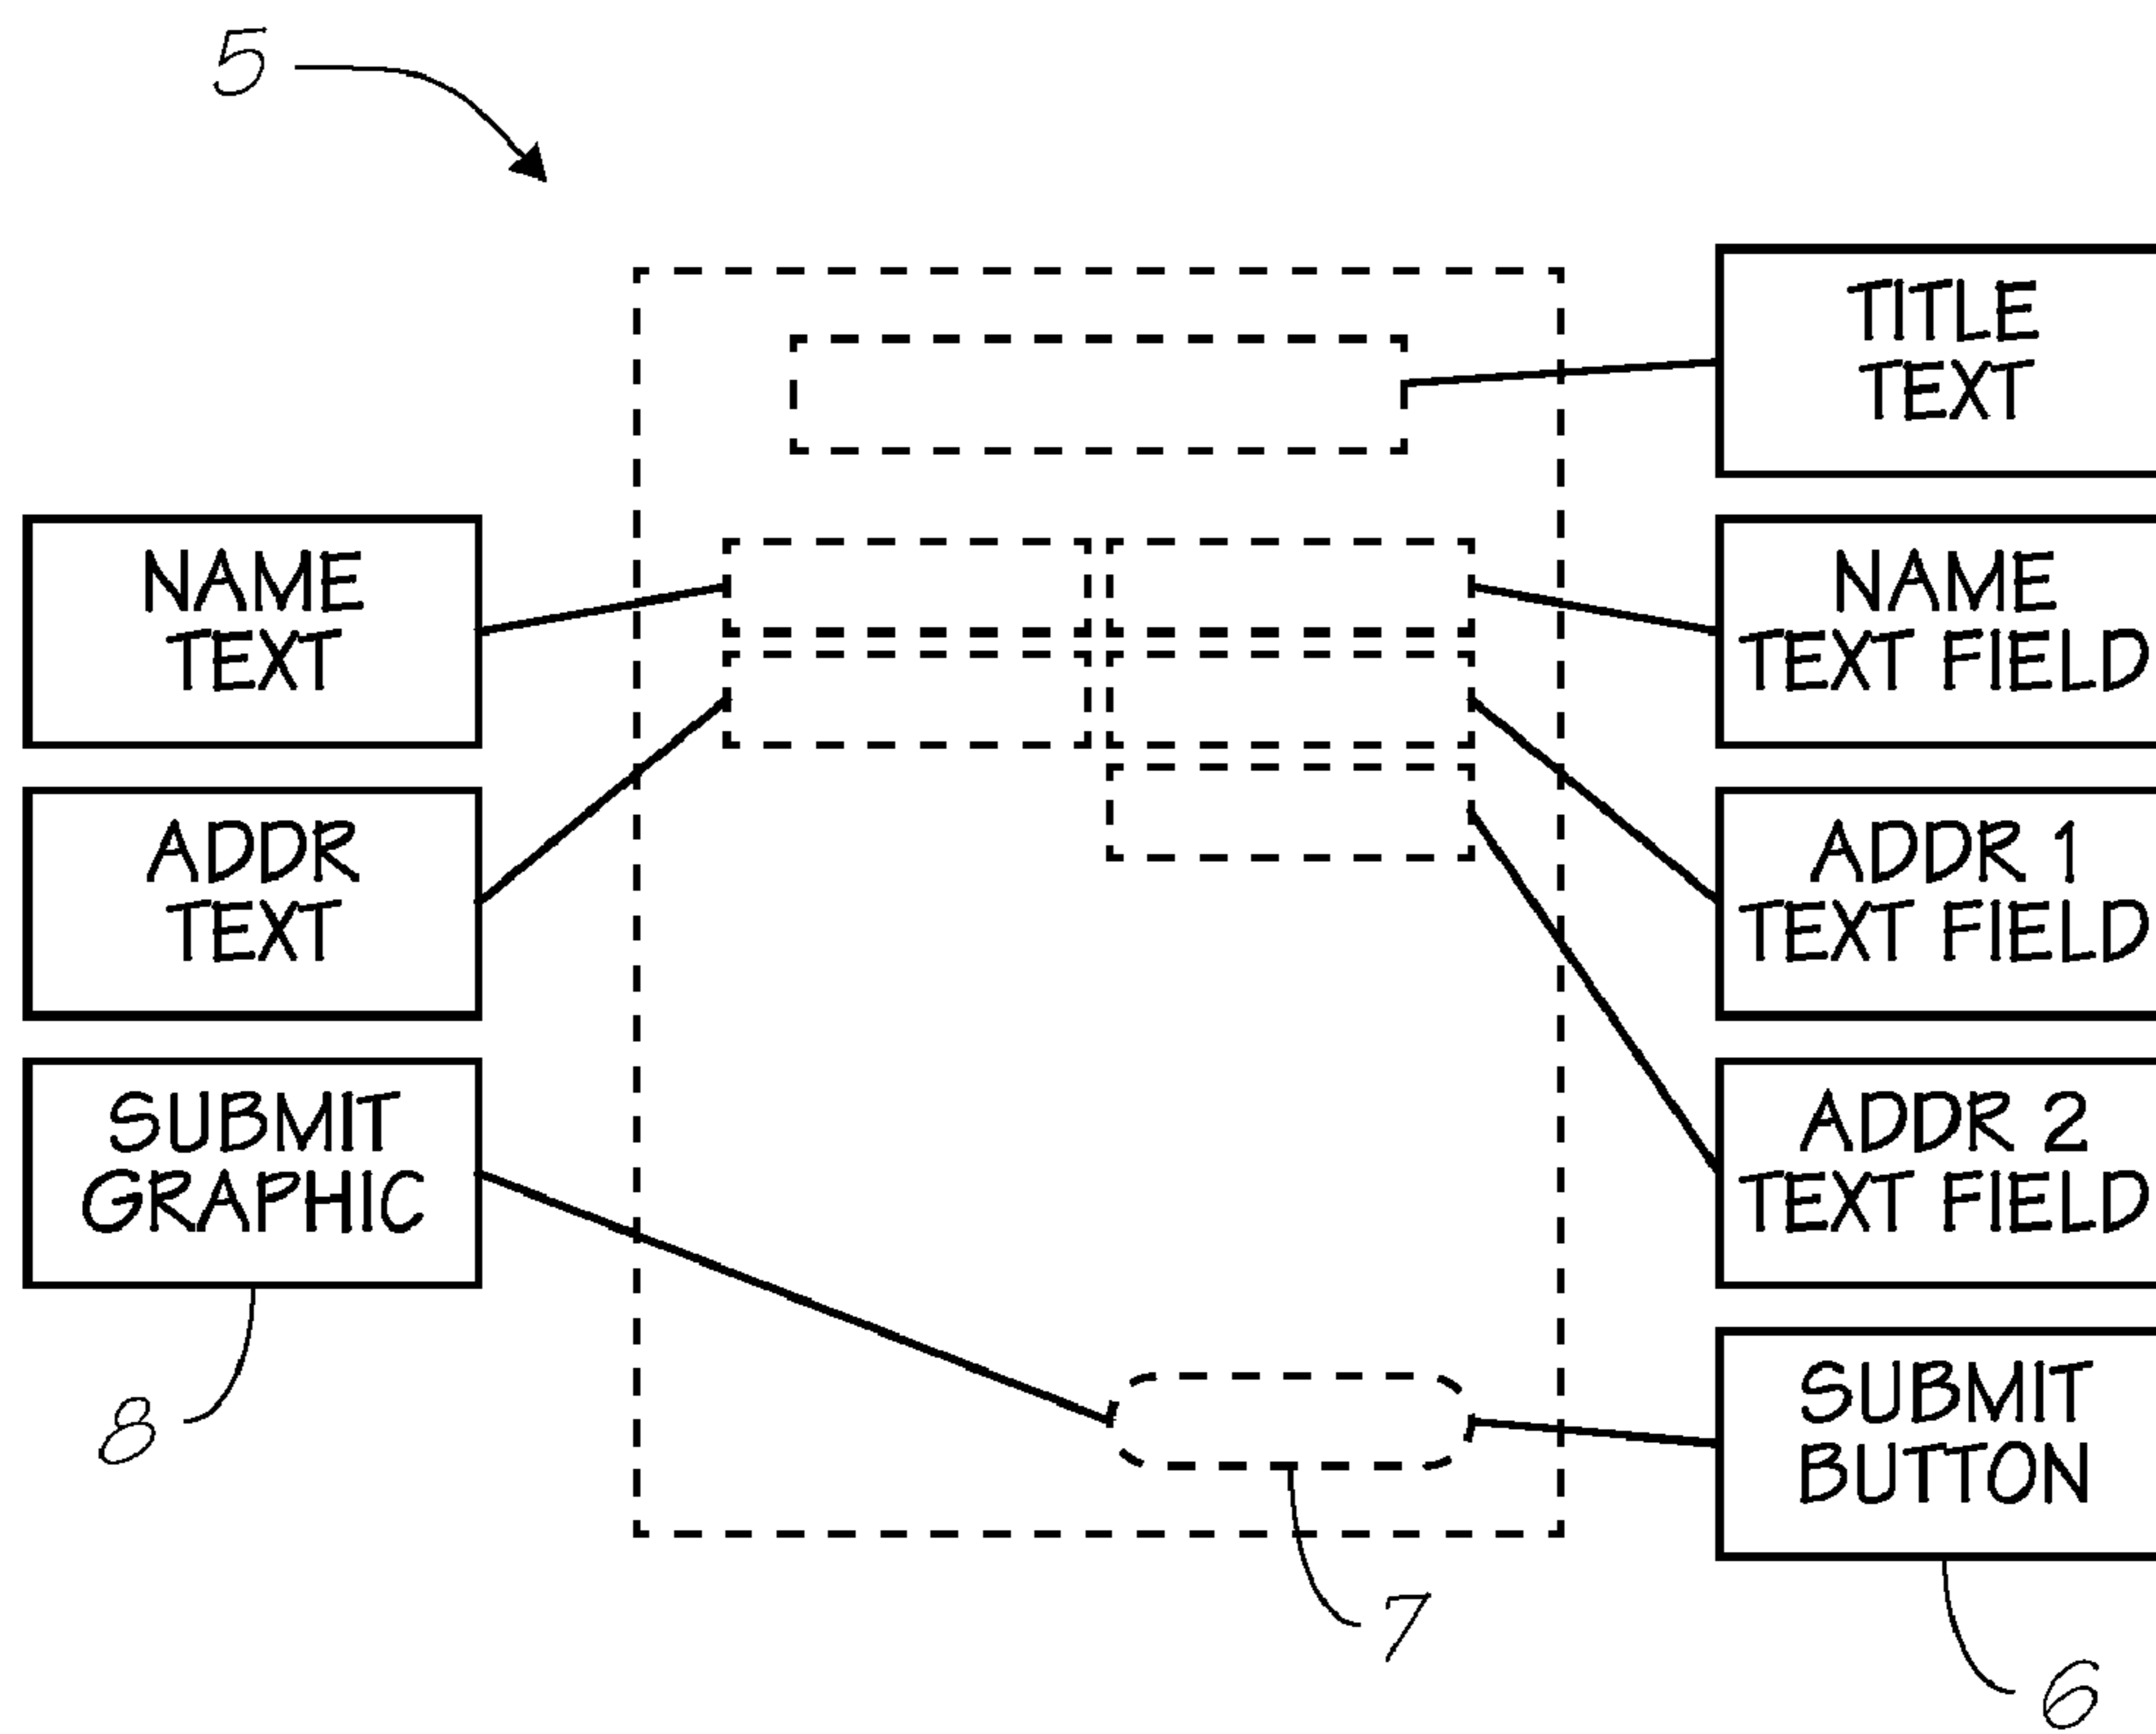 5
TITLE
TEXT
NAME
TEXT
NAME
TEXT FIELD
ADDR
TEXT
ADDR 1
TEXT FIELD
SUBMIT
GRAPHIC
ADDR 2
TEXT FIELD
SUBMIT
BUTTON
8
7
6